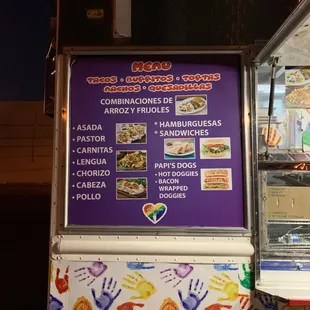 MENU
TACOS • BURRITOS • TORTAS
NACHOS • QUESADILLAS
COMBINACIONES DE
ARROZ Y FRIJOLES
• ASADA
• PASTOR
• CARNITAS
• LENGUA
• CHORIZO
• CABEZA
• POLLO
* HAMBURGUESAS
* SANDWICHES
PAPI'S DOGS
• HOT DOGGIES
• BACON
WRAPPED
DOGGIES